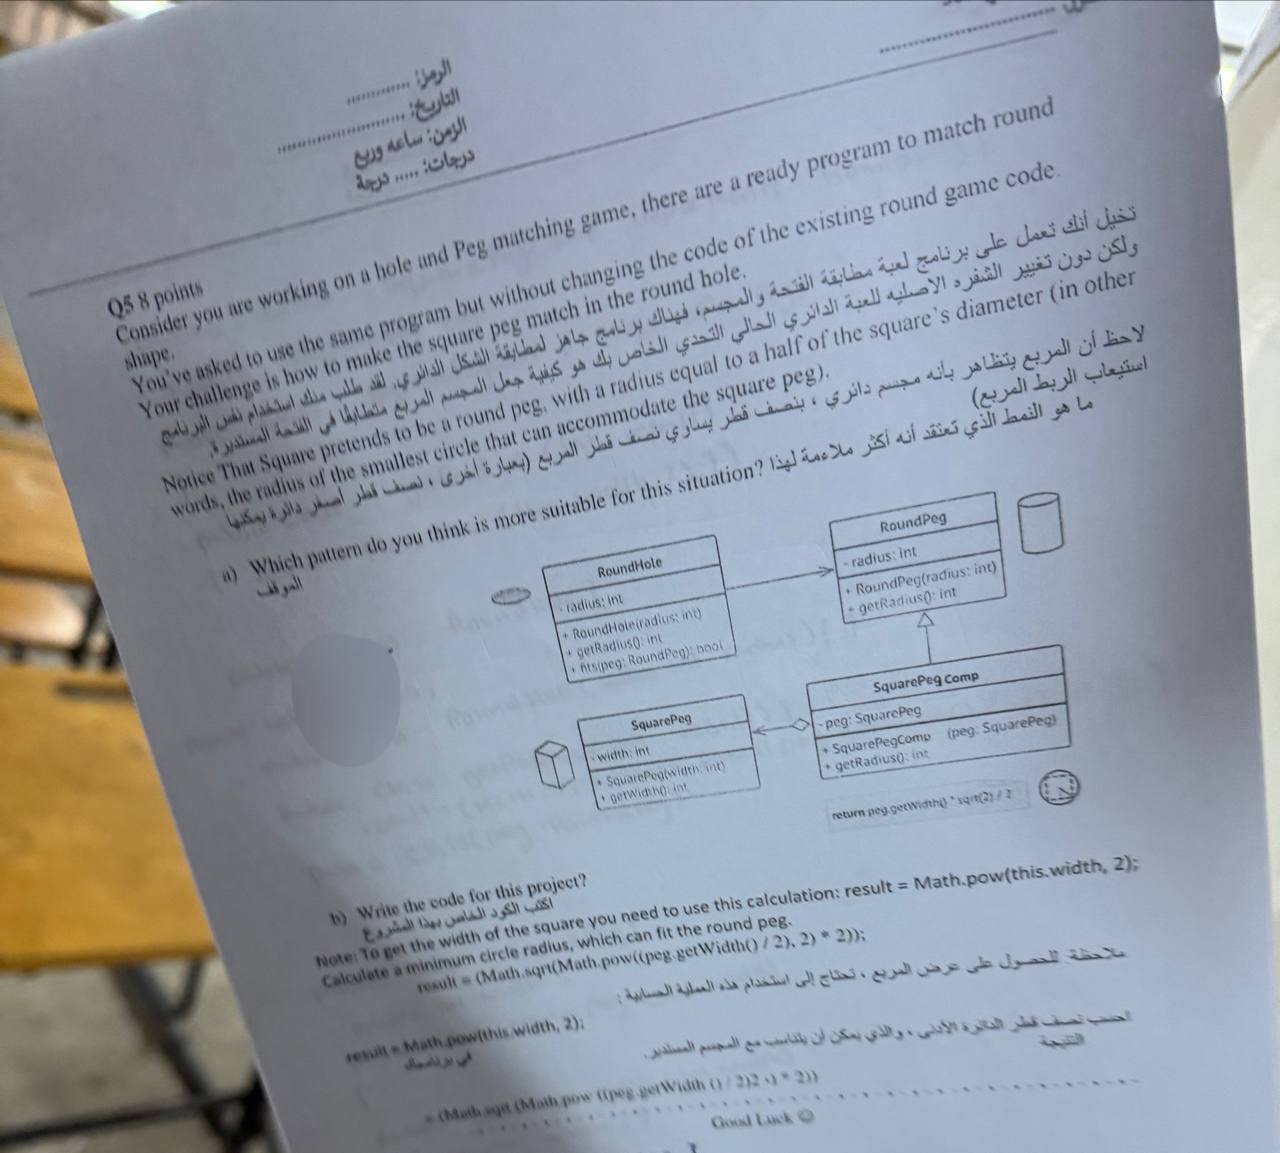 الرمز: .............
التاريخ: ........................
الزمن: ساعه وربع
درجات: ..... درجة
Q5 8 points
Consider you are working on a hole and Peg matching game, there are a ready program to match round
shape.
You've asked to use the same program but without changing the code of the existing round game code.
Your challenge is how to make the square peg match in the round hole.
تخيل أنك تعمل على برنامج لعبة مطابقة الفتحة والمجسم، فهناك برنامج جاهز لمطابقة الشكل الدائري. لقد طلب منك استخدام نفس البرنامج
ولكن دون تغيير الشفره الاصليه للعبة الدائري الحالي التحدي الخاص بك هو كيفية جعل المجسم المربع متطابقًا في الفتحة المستديرة.
Notice That Square pretends to be a round peg, with a radius equal to a half of the square's diameter (in other
words, the radius of the smallest circle that can accommodate the square peg).
لاحظ أن المربع يتظاهر بأنه مجسم دائري ، بنصف قطر يساوي نصف قطر المربع (بعبارة أخرى ، نصف قطر أصغر دائرة يمكنها
استيعاب الربط المربع)
a) Which pattern do you think is more suitable for this situation? ما هو النمط الذي تعتقد أنه أكثر ملاءمة لهذا
الموقف
RoundHole
- radius: int
+ RoundHole(radius: int)
+ getRadius(): int
+ fits(peg: RoundPeg): bool
RoundPeg
- radius: int
+ RoundPeg(radius: int)
+ getRadius(): int
SquarePeg
- width: int
+ SquarePeg(width: int)
+ getWidth(): int
SquarePeg Comp
- peg: SquarePeg
+ SquarePegComp (peg: SquarePeg)
+ getRadius(): int
return peg.getWidth() * sqrt(2) / 2
b) Write the code for this project?
اكتب الكود الخاص بهذا المشروع
Note: To get the width of the square you need to use this calculation: result = Math.pow(this.width, 2);
Calculate a minimum circle radius, which can fit the round peg.
result = (Math.sqrt(Math.pow((peg.getWidth() / 2), 2) * 2));
ملاحظة: للحصول على عرض المربع ، تحتاج إلى استخدام هذه العملية الحسابية :
result = Math.pow(this.width, 2);
احسب نصف قطر الدائرة الأدنى ، والذي يمكن أن يتناسب مع المجسم المستدير.
في برنامجك
النتيجة
= (Math.sqrt (Math.pow ((peg.getWidth () / 2)2 ،) * 2))
Good Luck ☺